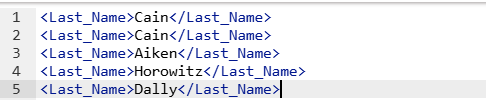 1 <Last_Name>Cain</Last_Name>
2 <Last_Name>Cain</Last_Name>
3 <Last_Name>Aiken</Last_Name>
4 <Last_Name>Horowitz</Last_Name>
5 <Last_Name>Dally</Last_Name>